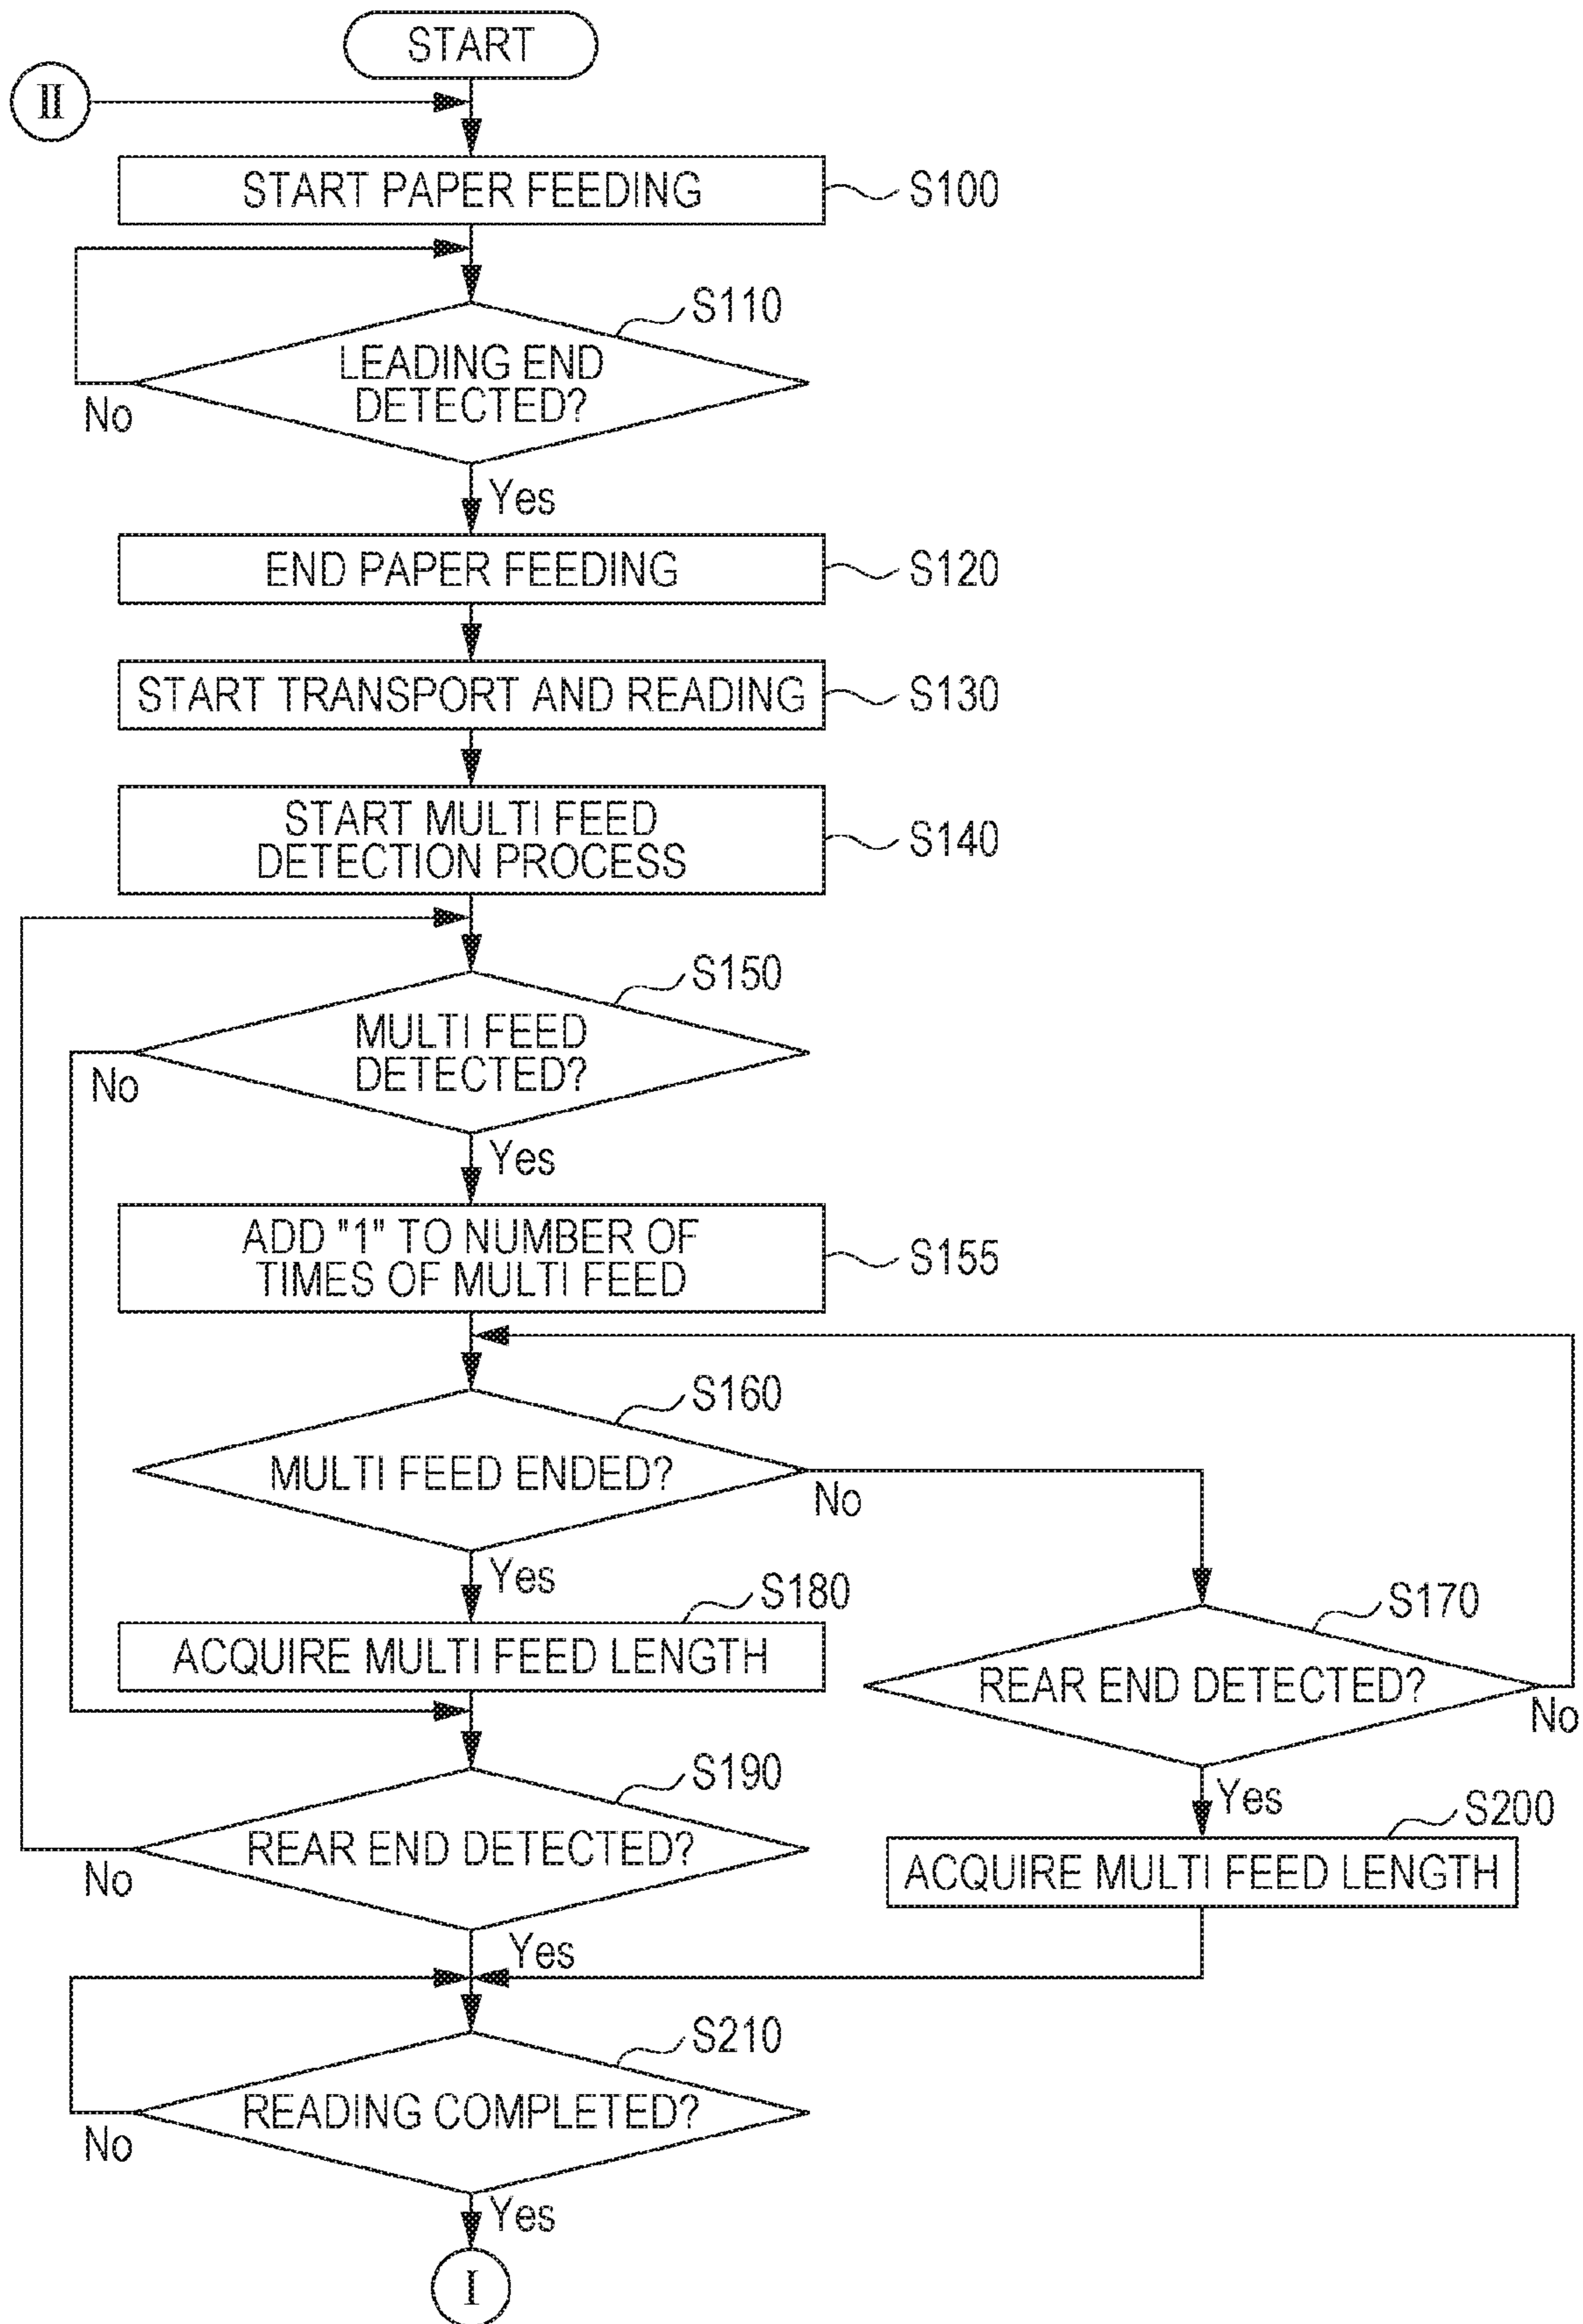 START
II
START PAPER FEEDING
S100
S110
LEADING END
DETECTED?
No
Yes
END PAPER FEEDING
S120
START TRANSPORT AND READING
S130
START MULTI FEED
DETECTION PROCESS
S140
S150
MULTI FEED
DETECTED?
No
Yes
ADD "1" TO NUMBER OF
TIMES OF MULTI FEED
S155
S160
MULTI FEED ENDED?
No
Yes
S180
ACQUIRE MULTI FEED LENGTH
S170
REAR END DETECTED?
No
Yes
S190
REAR END DETECTED?
No
Yes
S200
ACQUIRE MULTI FEED LENGTH
S210
READING COMPLETED?
No
Yes
I